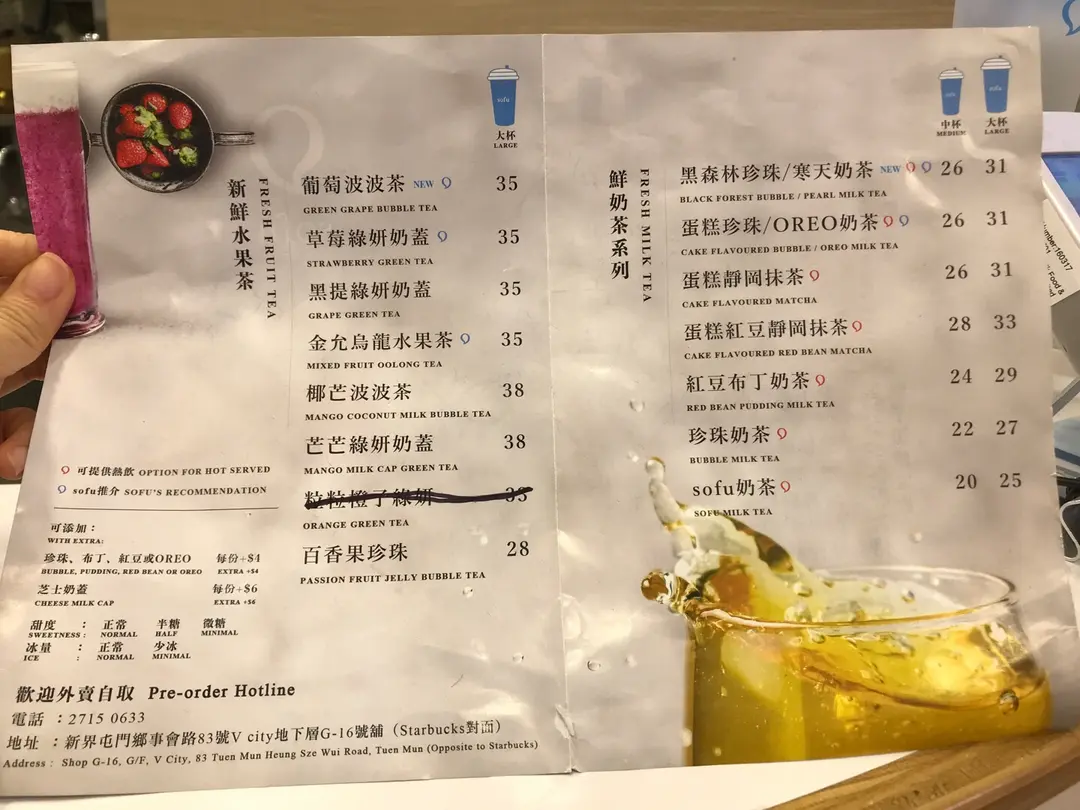 sofu
大杯
LARGE
新鮮水果茶
FRESH FRUIT TEA
葡萄波波茶 NEW 35
GREEN GRAPE BUBBLE TEA
草莓綠妍奶蓋 35
STRAWBERRY GREEN TEA
黑提綠妍奶蓋 35
GRAPE GREEN TEA
金允烏龍水果茶 35
MIXED FRUIT OOLONG TEA
椰芒波波茶 38
MANGO COCONUT MILK BUBBLE TEA
芒芒綠妍奶蓋 38
MANGO MILK CAP GREEN TEA
粒粒橙子綠妍 33
ORANGE GREEN TEA
百香果珍珠 28
PASSION FRUIT JELLY BUBBLE TEA
可提供熱飲 OPTION FOR HOT SERVED
sofu推介 SOFU'S RECOMMENDATION
可添加：
WITH EXTRA:
珍珠、布丁、紅豆或OREO 每份+$4
BUBBLE, PUDDING, RED BEAN OR OREO EXTRA +$4
芝士奶蓋 每份+$6
CHEESE MILK CAP EXTRA +$6
甜度 ： 正常 半糖 微糖
SWEETNESS : NORMAL HALF MINIMAL
冰量 ： 正常 少冰
ICE : NORMAL MINIMAL
歡迎外賣自取 Pre-order Hotline
電話 ：2715 0633
地址 ：新界屯門鄉事會路83號V city地下層G-16號舖（Starbucks對面）
Address : Shop G-16, G/F, V City, 83 Tuen Mun Heung Sze Wui Road, Tuen Mun (Opposite to Starbucks)
sofu
中杯 大杯
MEDIUM LARGE
鮮奶茶系列
FRESH MILK TEA
黑森林珍珠/寒天奶茶 NEW 26 31
BLACK FOREST BUBBLE / PEARL MILK TEA
蛋糕珍珠/OREO奶茶 26 31
CAKE FLAVOURED BUBBLE / OREO MILK TEA
蛋糕靜岡抹茶 26 31
CAKE FLAVOURED MATCHA
蛋糕紅豆靜岡抹茶 28 33
CAKE FLAVOURED RED BEAN MATCHA
紅豆布丁奶茶 24 29
RED BEAN PUDDING MILK TEA
珍珠奶茶 22 27
BUBBLE MILK TEA
sofu奶茶 20 25
SOFU MILK TEA
umber:160317
Food &